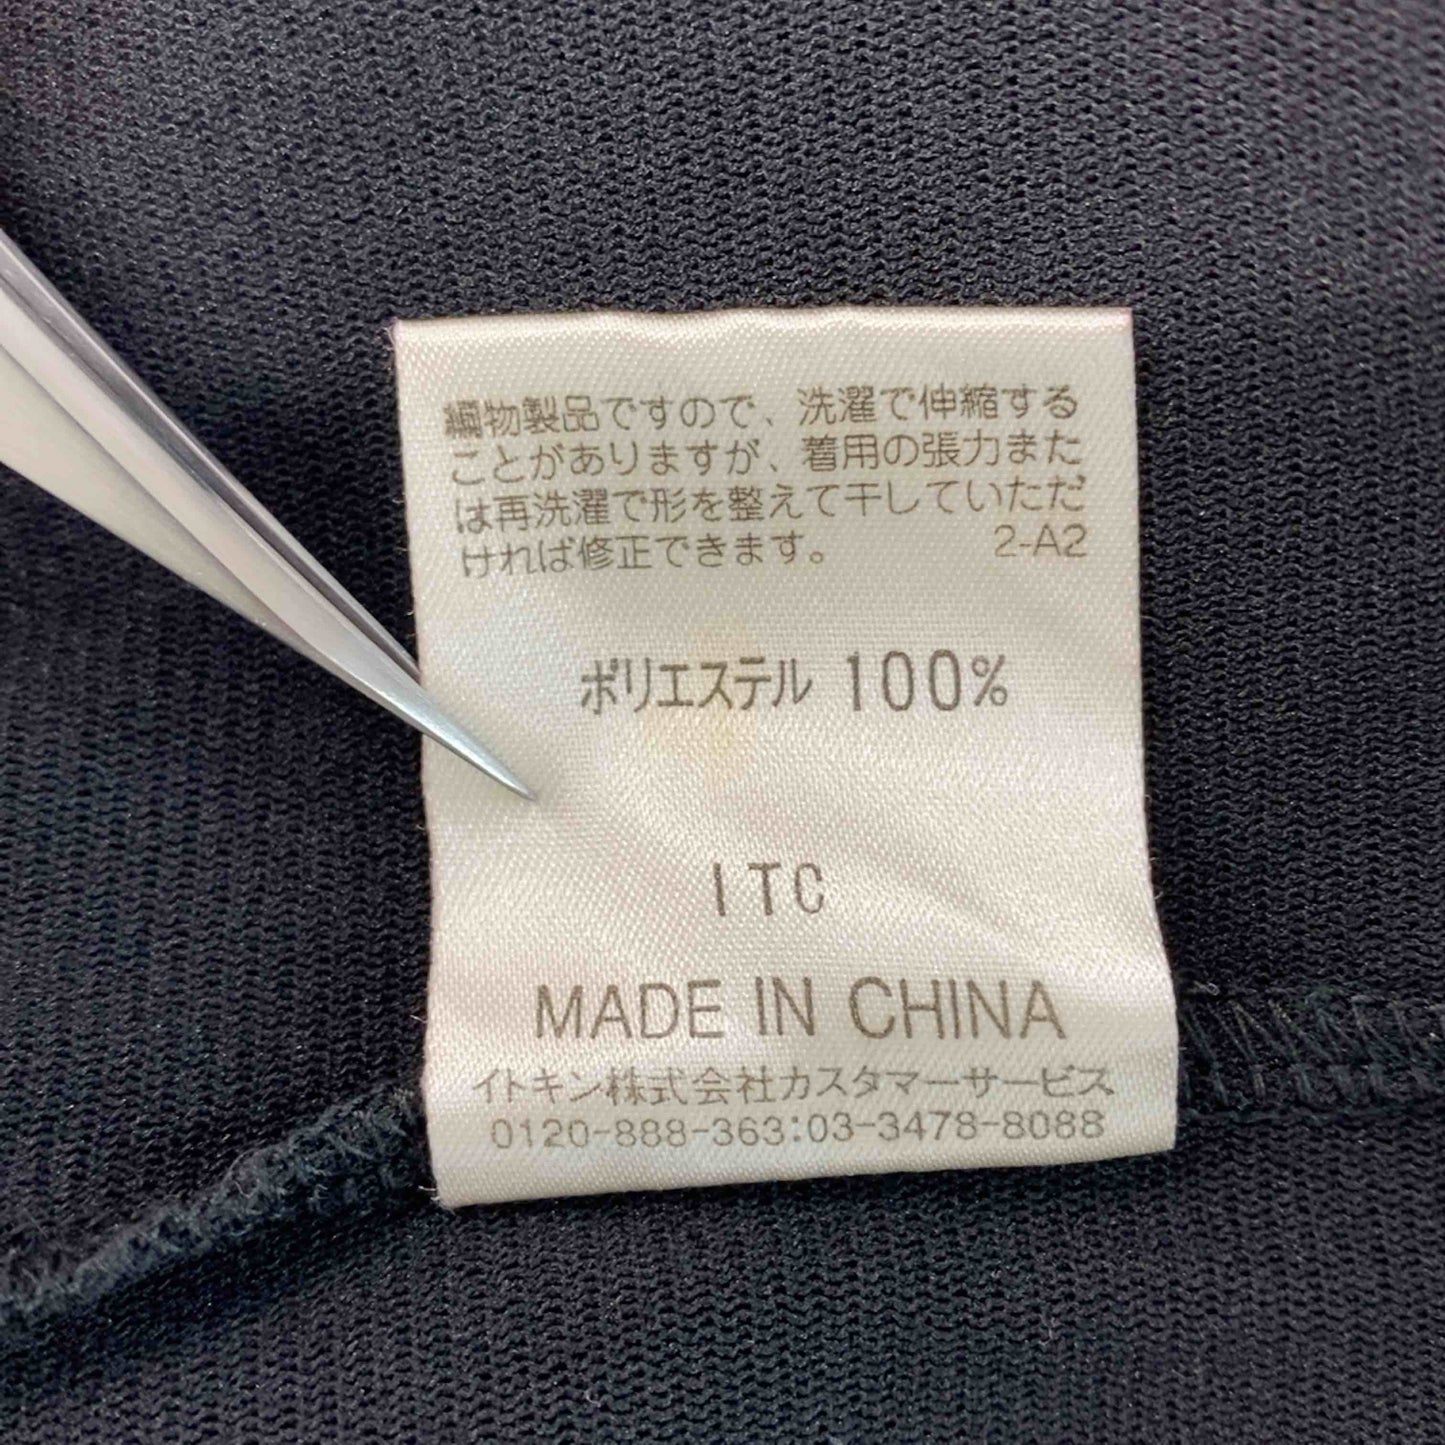 編物製品ですので、洗濯で伸縮する
ことがありますが、着用の張力また
は再洗濯で形を整えて干していただ
ければ修正できます。 2-A2
ポリエステル 100%
ITC
MADE IN CHINA
イトキン株式会社カスタマーサービス
0120-888-363:03-3478-8088